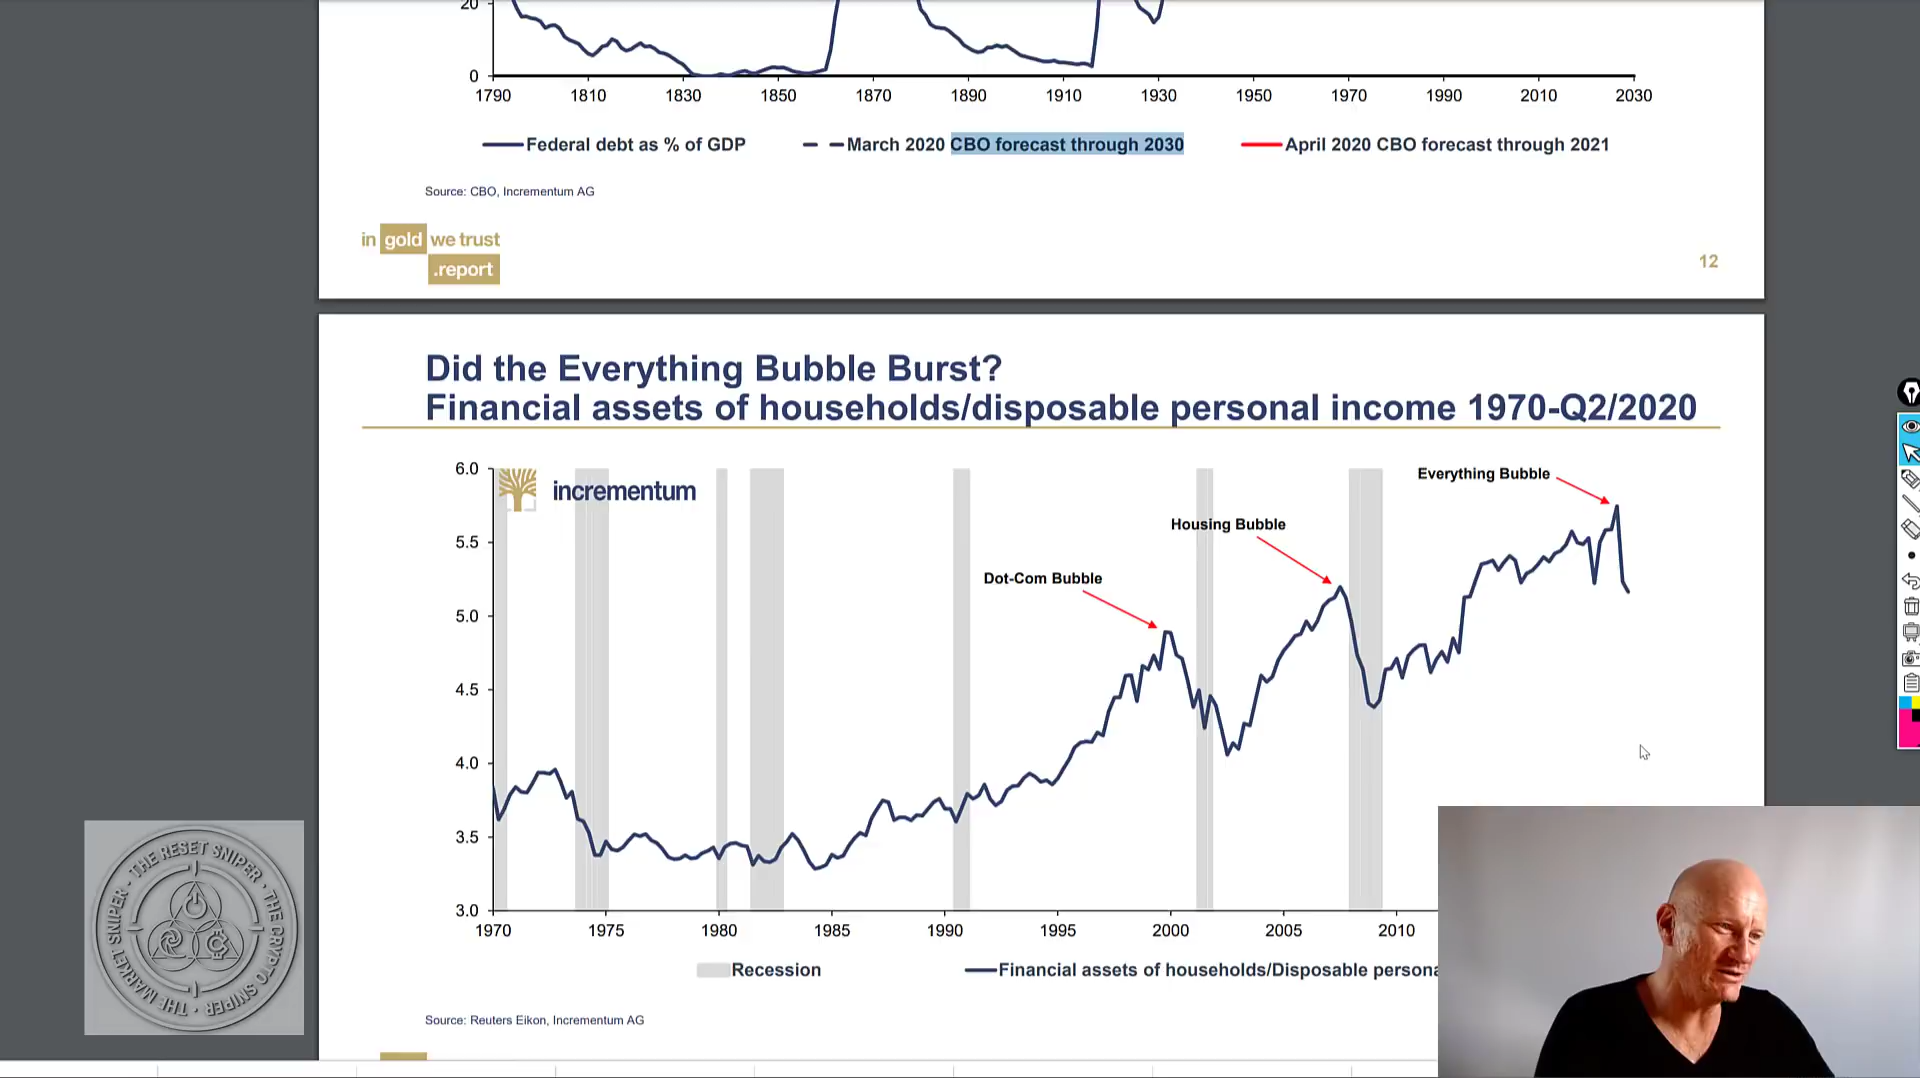 20
0
1790 1810 1830 1850 1870 1890 1910 1930 1950 1970 1990 2010 2030
Federal debt as % of GDP March 2020 CBO forecast through 2030 April 2020 CBO forecast through 2021
Source: CBO, Incrementum AG
in gold we trust
.report
12
Did the Everything Bubble Burst?
Financial assets of households/disposable personal income 1970-Q2/2020
6.0
incrementum
Everything Bubble
Housing Bubble
5.5
Dot-Com Bubble
5.0
4.5
4.0
3.5
3.0
1970 1975 1980 1985 1990 1995 2000 2005 2010
Recession Financial assets of households/Disposable persona
Source: Reuters Eikon, Incrementum AG
THE RESET SNIPER · THE CRYPTO SNIPER · THE MARKET SNIPER ·